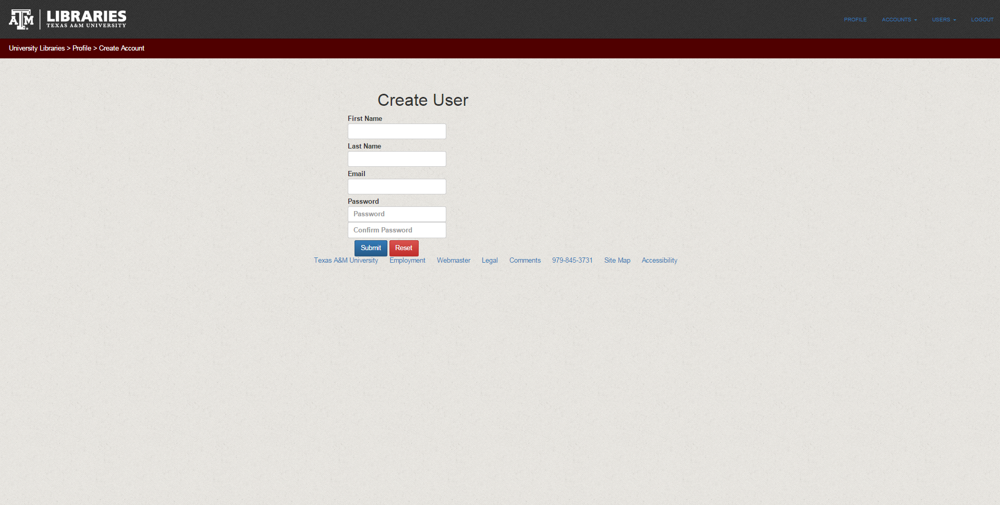 ATM LIBRARIES
TEXAS A&M UNIVERSITY
PROFILE ACCOUNTS USERS LOGOUT
University Libraries > Profile > Create Account
Create User
First Name
Last Name
Email
Password
Password
Confirm Password
Submit Reset
Texas A&M University Employment Webmaster Legal Comments 979-845-3731 Site Map Accessibility